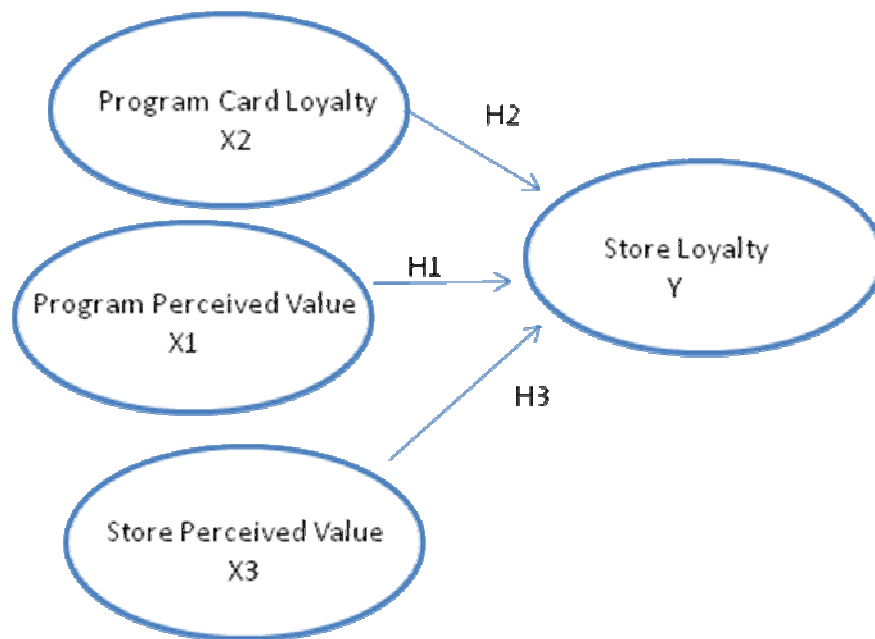 Program Card Loyalty
X2
H2
Store Loyalty
Y
H1
Program Perceived Value
X1
H3
Store Perceived Value
X3